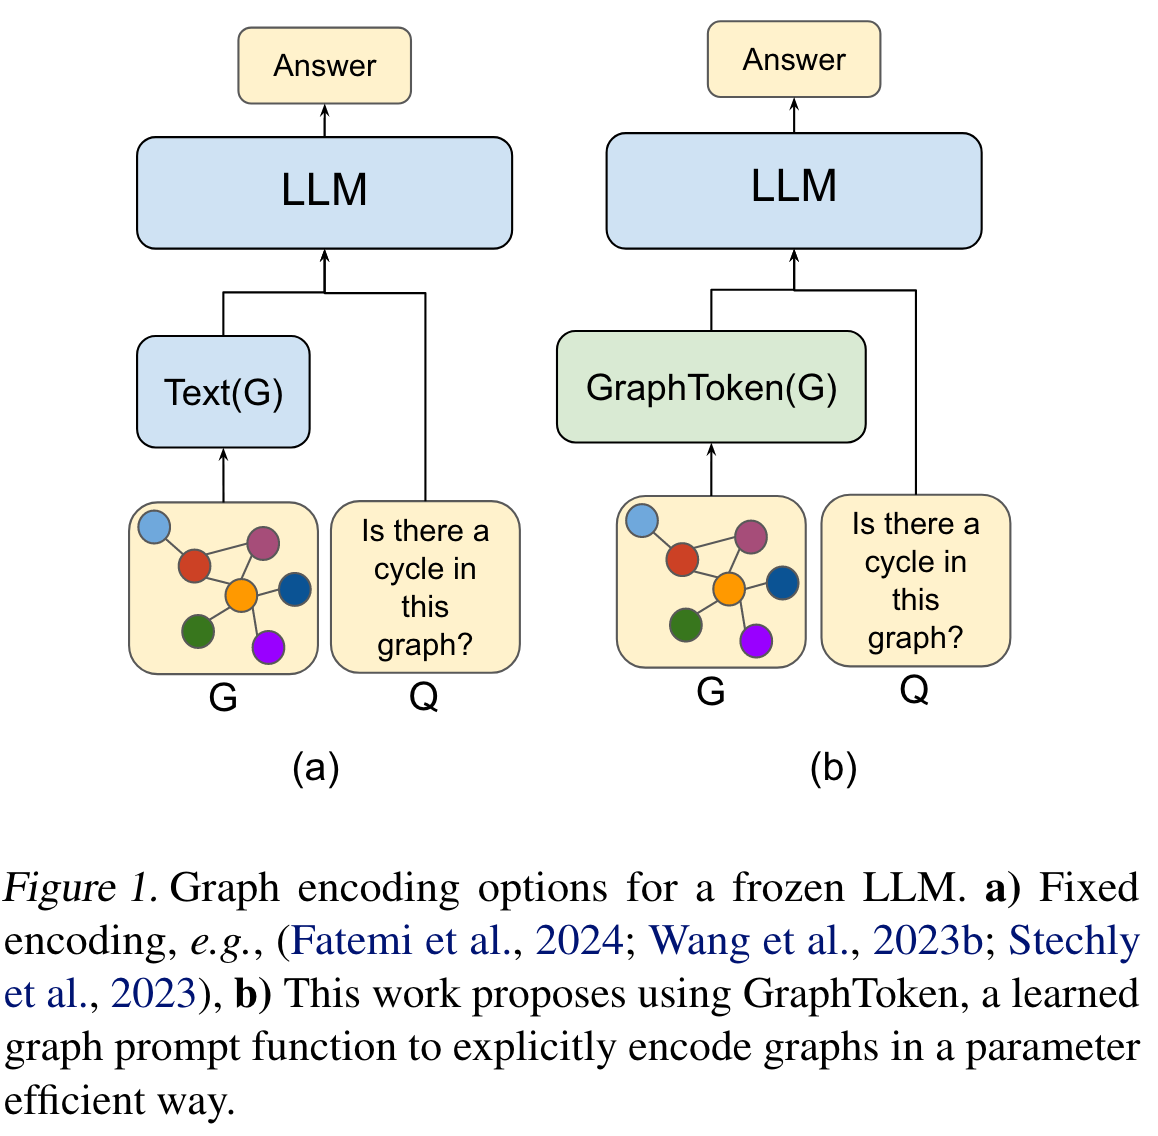 Answer
LLM
Text(G)
Is there a
cycle in
this
graph?
G
Q
(a)
Answer
LLM
GraphToken(G)
Is there a
cycle in
this
graph?
G
Q
(b)
Figure 1. Graph encoding options for a frozen LLM. a) Fixed
encoding, e.g., (Fatemi et al., 2024; Wang et al., 2023b; Stechly
et al., 2023), b) This work proposes using GraphToken, a learned
graph prompt function to explicitly encode graphs in a parameter
efficient way.